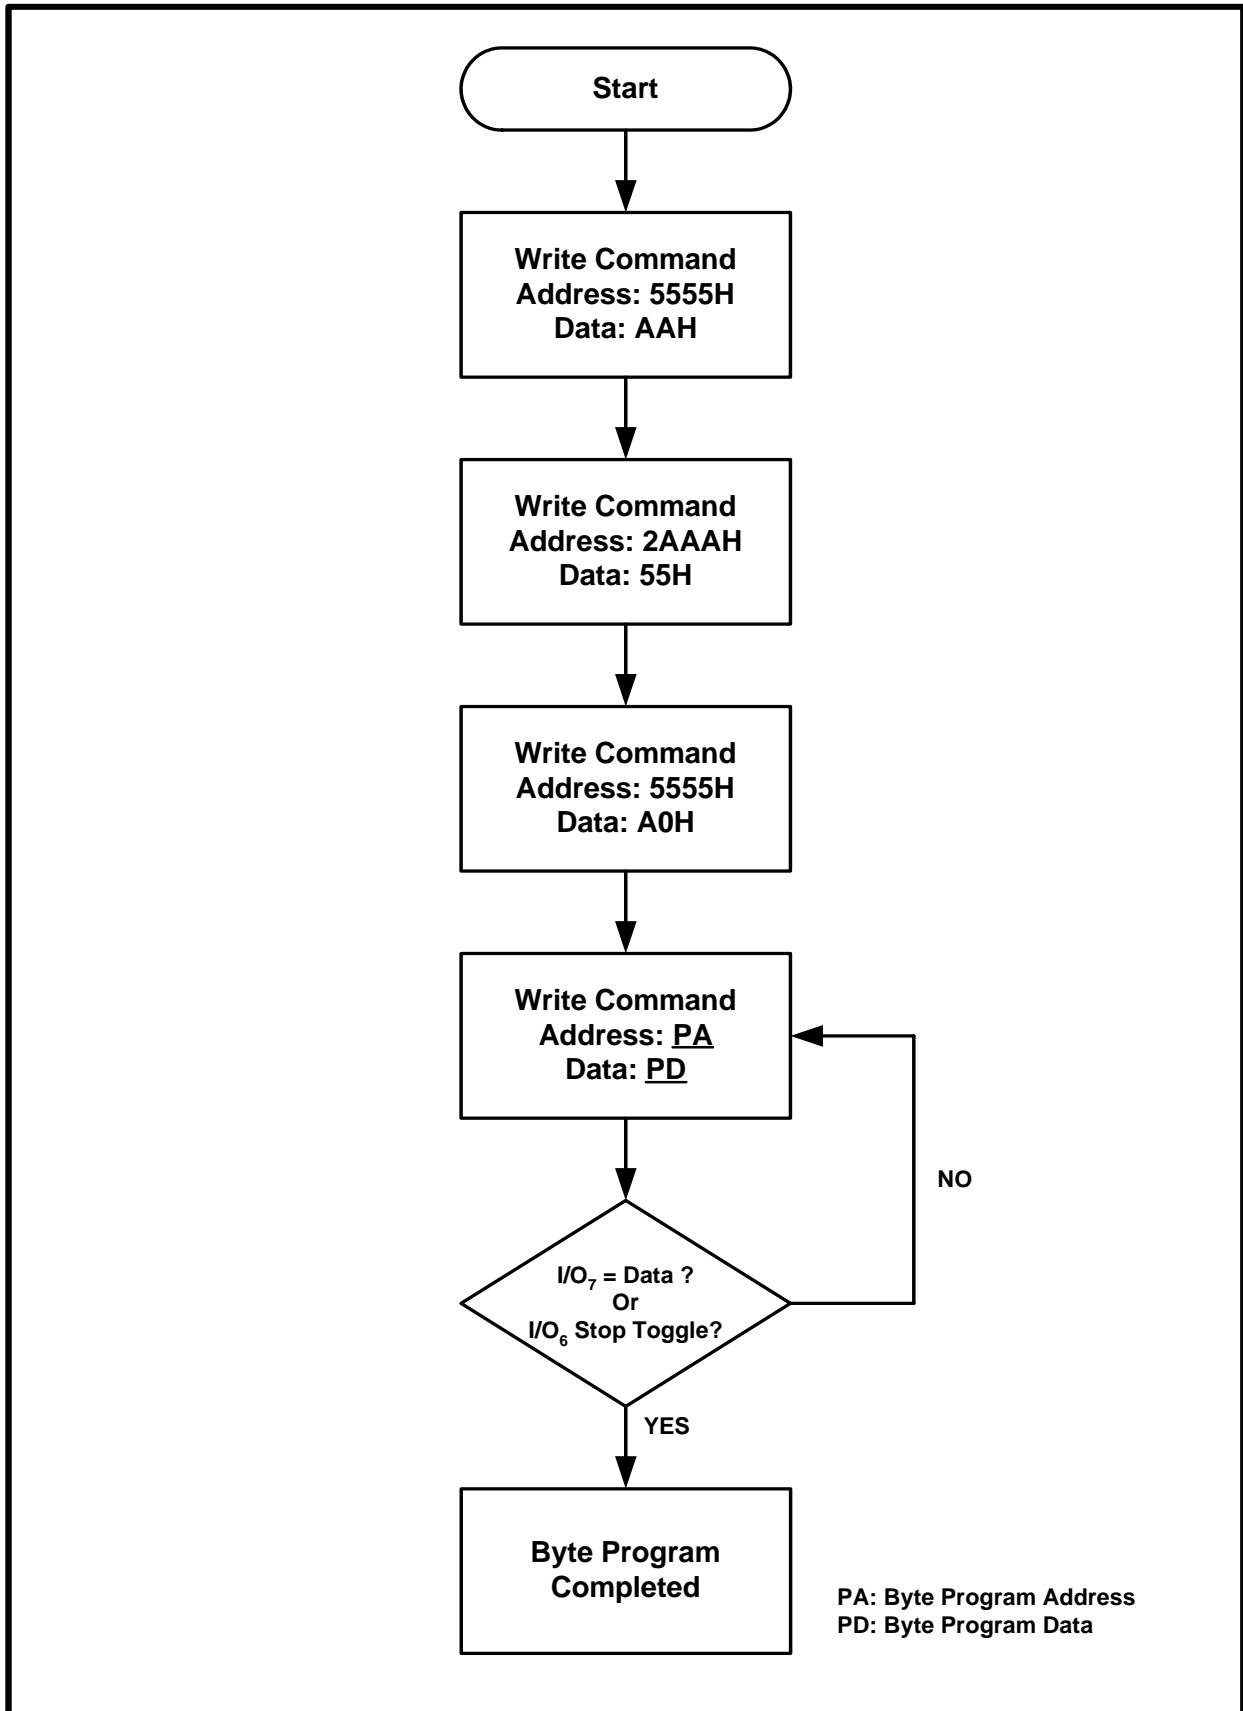 Start
Write Command
Address: 5555H
Data: AAH
Write Command
Address: 2AAAH
Data: 55H
Write Command
Address: 5555H
Data: A0H
Write Command
Address: PA
Data: PD
NO
I/O7 = Data ?
Or
I/O6 Stop Toggle?
YES
Byte Program
Completed
PA: Byte Program Address
PD: Byte Program Data